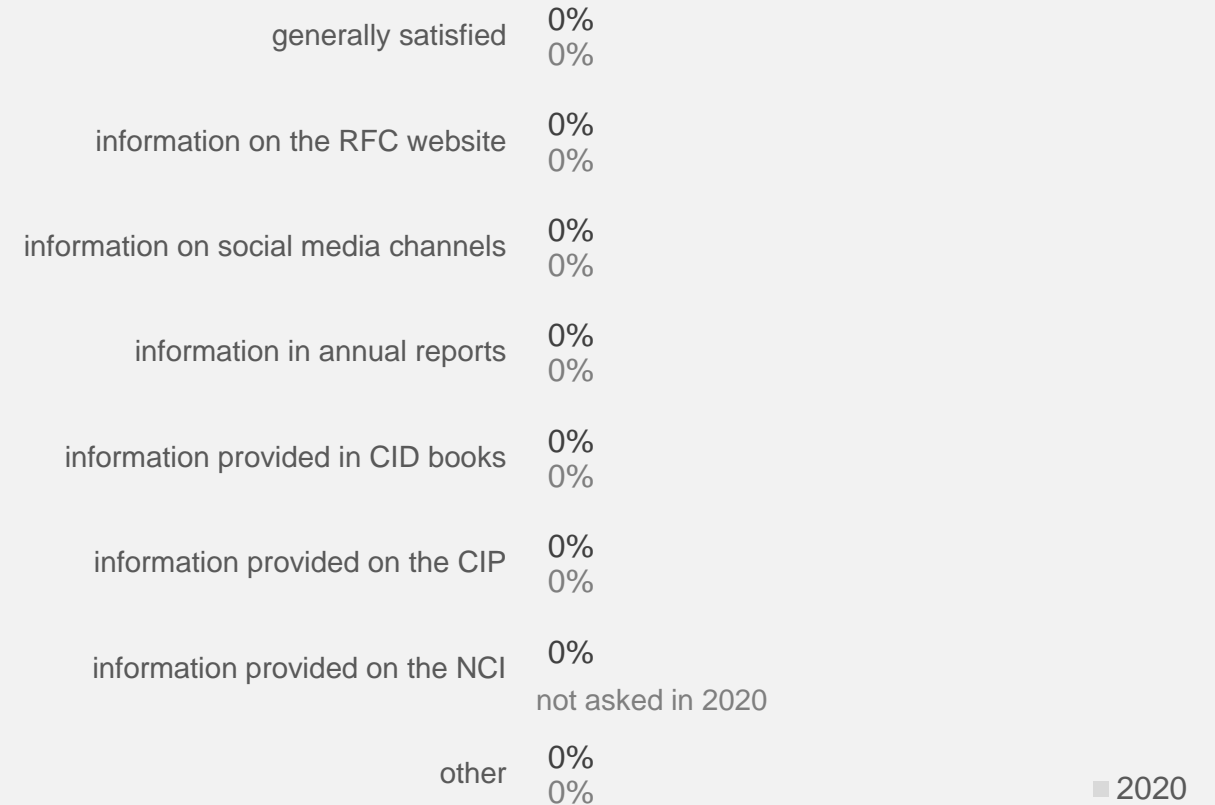 generally satisfied
0%
0%
information on the RFC website
0%
0%
information on social media channels
0%
0%
information in annual reports
0%
0%
information provided in CID books
0%
0%
information provided on the CIP
0%
0%
information provided on the NCI
0%
not asked in 2020
other
0%
0%
2020